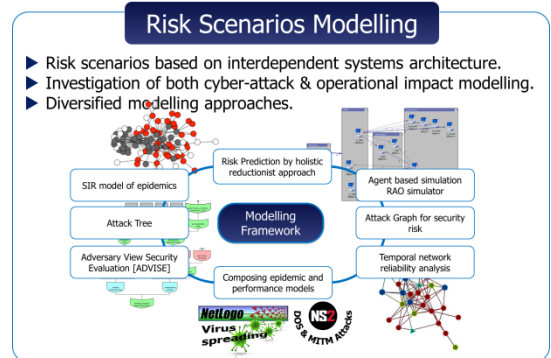 Risk Scenarios Modelling
Risk scenarios based on interdependent systems architecture.
Investigation of both cyber-attack & operational impact modelling.
Diversified modelling approaches.
Risk Prediction by holistic
reductionist approach
SIR model of epidemics
Agent based simulation
RAO simulator
Attack Tree
Modelling
Framework
Attack Graph for security
risk
Adversary View Security
Evaluation [ADVISE]
Temporal network
reliability analysis
Composing epidemic and
performance models
NetLogo
Virus
spreading
NS2
DOS & MITM Attacks